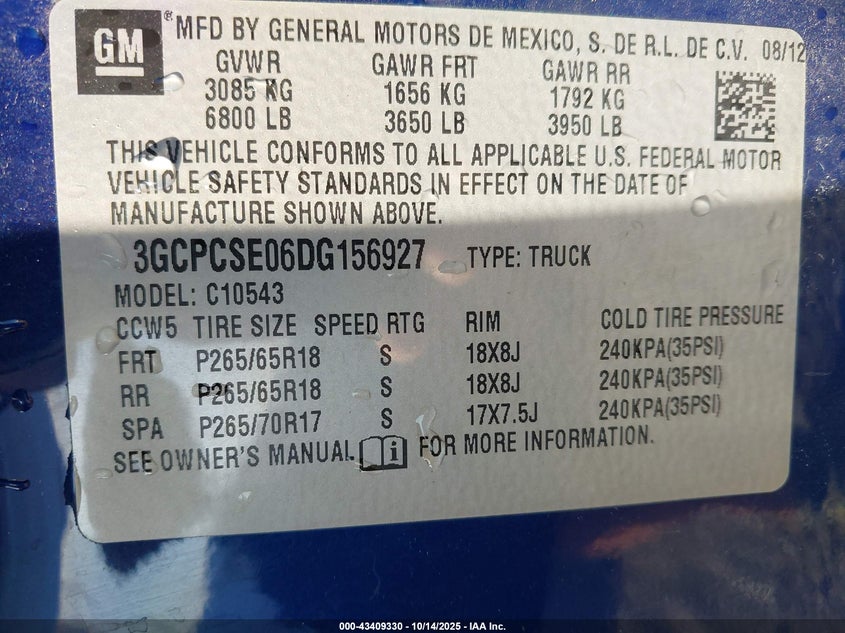 GM
® MFD BY GENERAL MOTORS DE MEXICO, S. DE R.L. DE C.V. 08/12
GVWR GAWR FRT GAWR RR
3085 KG 1656 KG 1792 KG
6800 LB 3650 LB 3950 LB
THIS VEHICLE CONFORMS TO ALL APPLICABLE U.S. FEDERAL MOTOR
VEHICLE SAFETY STANDARDS IN EFFECT ON THE DATE OF
MANUFACTURE SHOWN ABOVE.
3GCPCSE06DG156927 TYPE: TRUCK
MODEL: C10543
CCW5 TIRE SIZE SPEED RTG RIM COLD TIRE PRESSURE
FRT P265/65R18 S 18X8J 240KPA(35PSI)
RR P265/65R18 S 18X8J 240KPA(35PSI)
SPA P265/70R17 S 17X7.5J 240KPA(35PSI)
SEE OWNER'S MANUAL i FOR MORE INFORMATION.
000-43409330 - 10/14/2025 - IAA Inc.